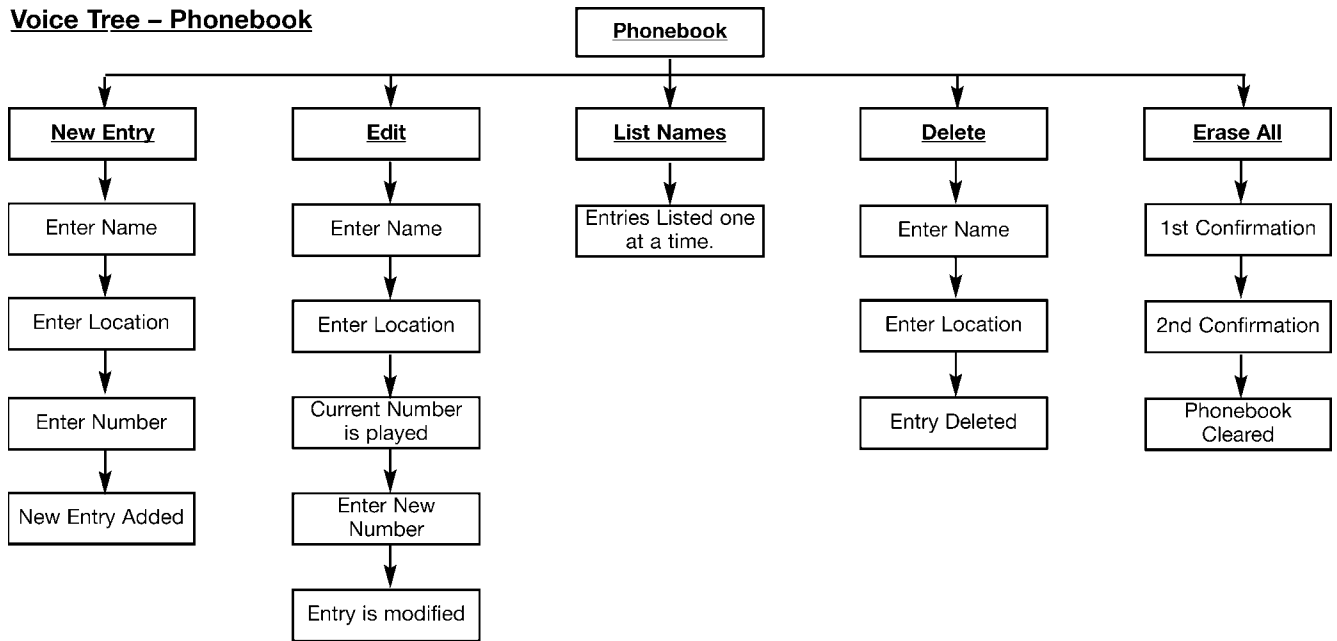 Voice Tree – Phonebook
Phonebook
New Entry
Edit
List Names
Delete
Erase All
Enter Name
Enter Name
Entries Listed one
at a time.
Enter Name
1st Confirmation
Enter Location
Enter Location
Enter Location
2nd Confirmation
Enter Number
Current Number
is played
Entry Deleted
Phonebook
Cleared
New Entry Added
Enter New
Number
Entry is modified